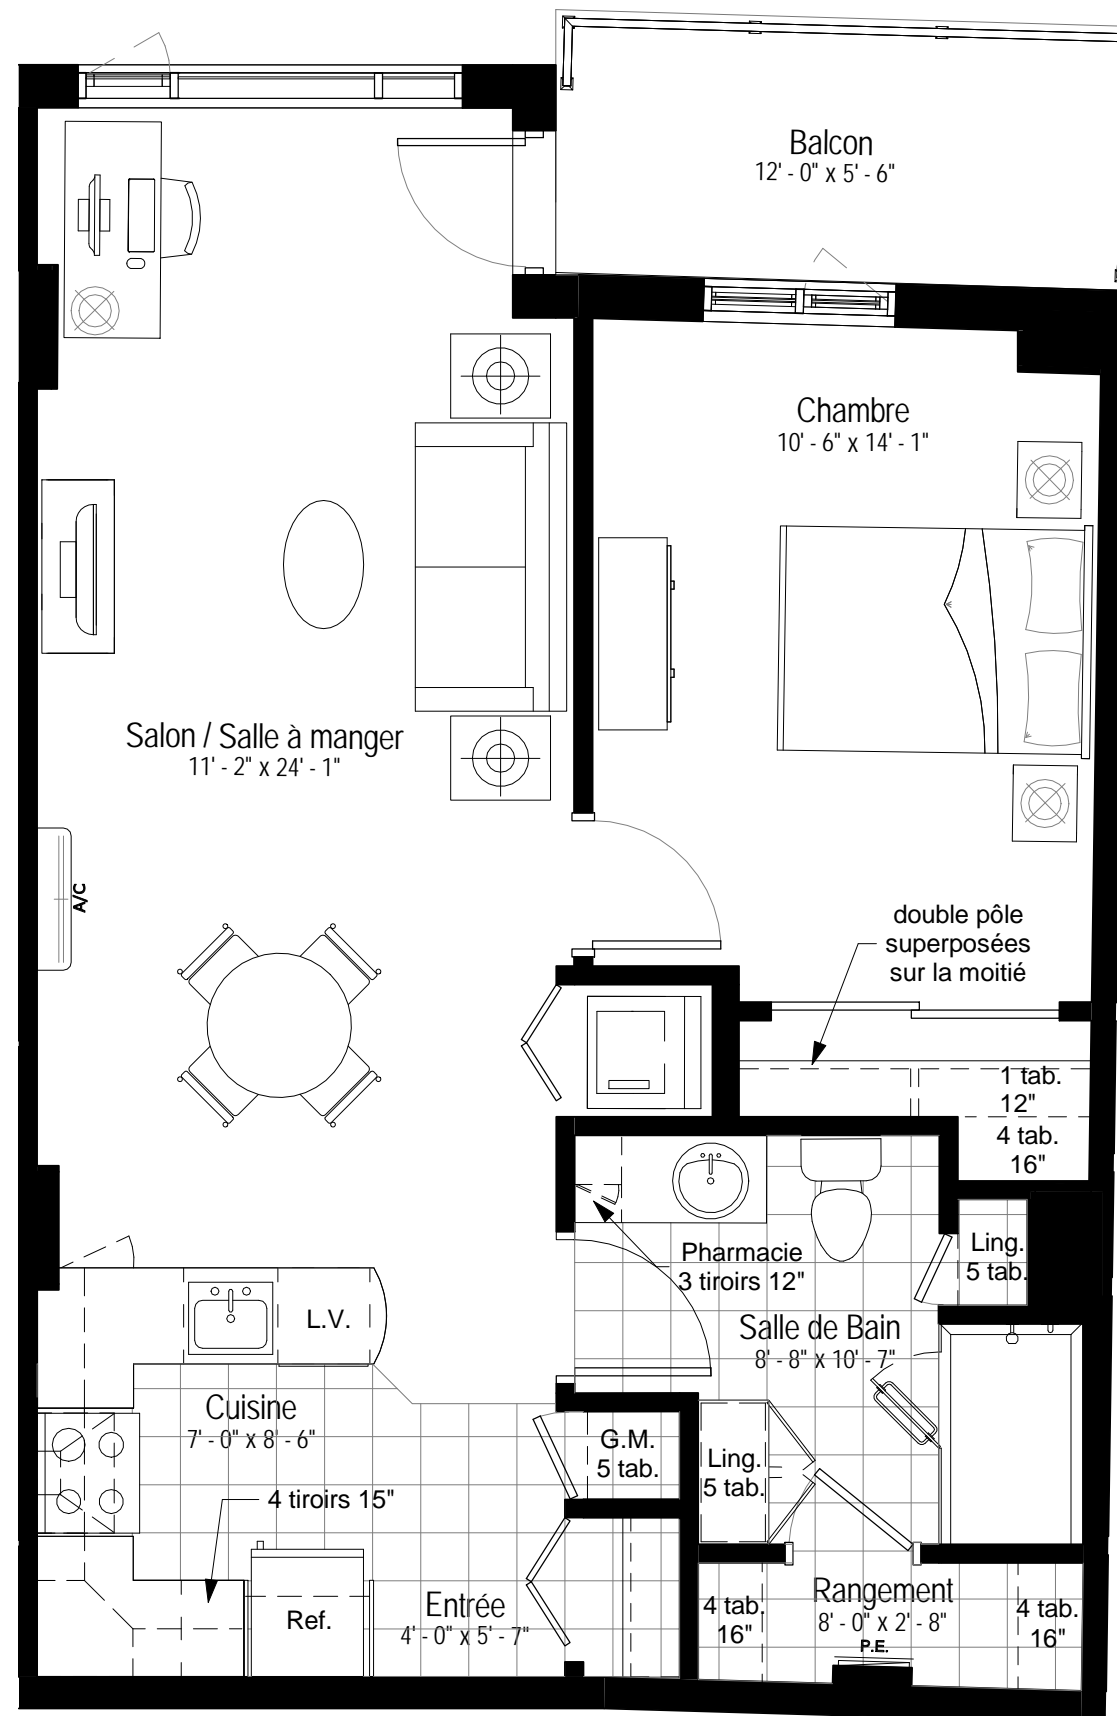 Balcon
12' - 0" x 5' - 6"
Chambre
10' - 6" x 14' - 1"
Salon / Salle à manger
11' - 2" x 24' - 1"
A/C
double pôle
superposées
sur la moitié
1 tab.
12"
4 tab.
16"
Pharmacie
3 tiroirs 12"
Ling.
5 tab.
L.V.
Salle de Bain
8' - 8" x 10' - 7"
Cuisine
7' - 0" x 8' - 6"
G.M.
5 tab.
Ling.
5 tab.
4 tiroirs 15"
Ref.
Entrée
4' - 0" x 5' - 7"
4 tab.
16"
Rangement
8' - 0" x 2' - 8"
P.E.
4 tab.
16"